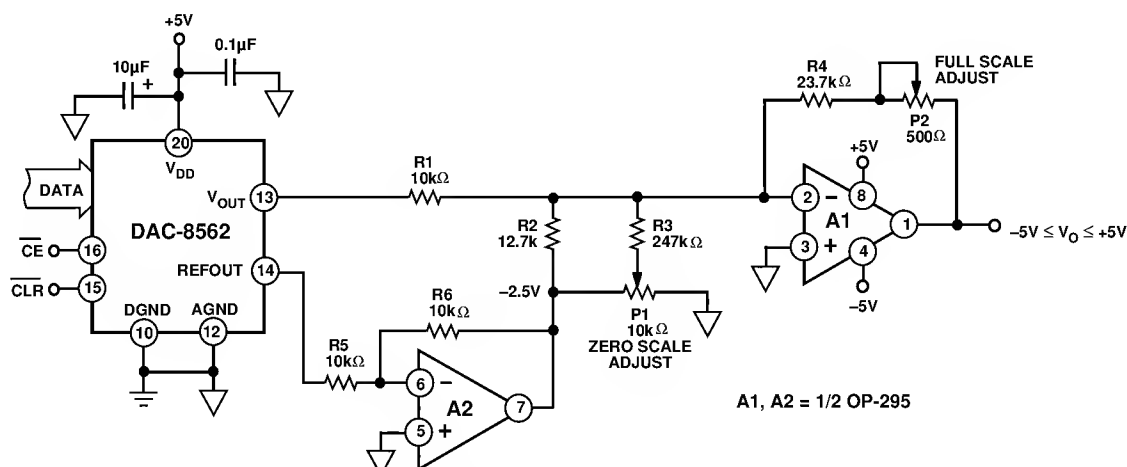 +5V
0.1µF
10µF
+
20
VDD
DATA
VOUT
13
DAC-8562
16
CE
REFOUT
14
15
CLR
DGND
AGND
10
12
R1
10kΩ
R2
12.7k
R3
247kΩ
–2.5V
P1
10kΩ
ZERO SCALE
ADJUST
R6
10kΩ
R5
10kΩ
6
–
A2
7
5
+
R4
23.7kΩ
FULL SCALE
ADJUST
P2
500Ω
+5V
8
2
–
A1
1
3
+
4
–5V
–5V ≤ VO ≤ +5V
A1, A2 = 1/2 OP-295